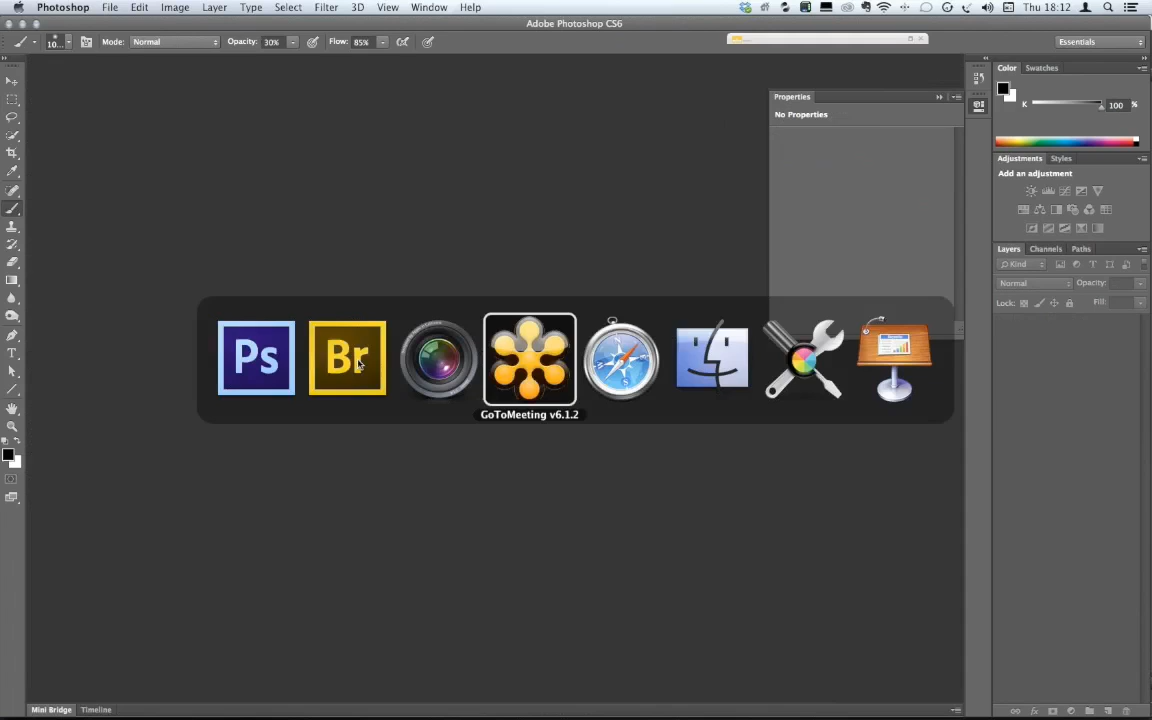 Photoshop File Edit Image Layer Type Select Filter 3D View Window Help Thu 18:12
Adobe Photoshop CS6
10... Mode: Normal Opacity: 30% Flow: 85% Essentials
Color Swatches
K 100 %
Properties
No Properties
Adjustments Styles
Add an adjustment
Layers Channels Paths
Kind
Normal Opacity:
Lock: Fill:
Ps Br
GoToMeeting v6.1.2
Mini Bridge Timeline